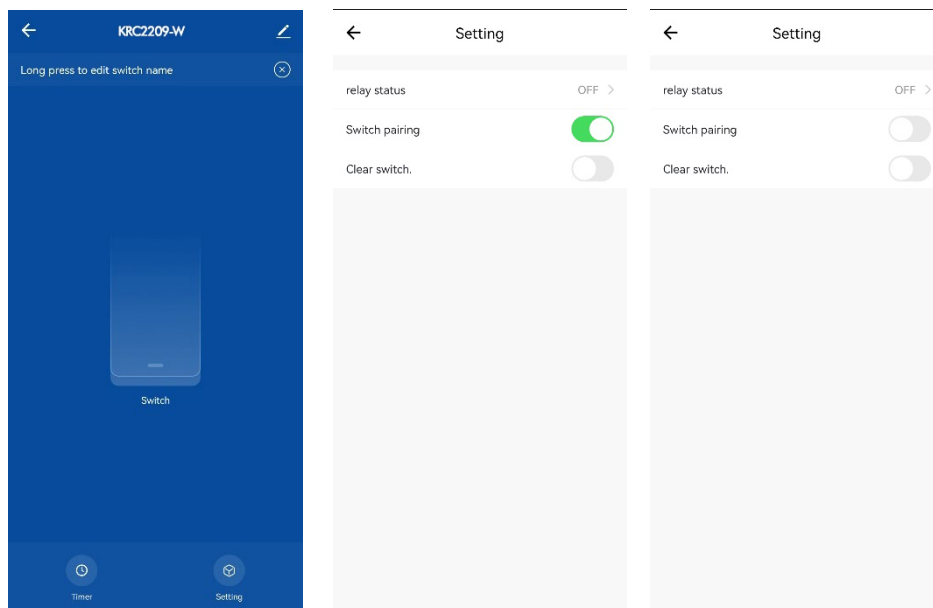 KRC2209-W
Long press to edit switch name
Switch
Timer
Setting
Setting
relay status OFF
Switch pairing
Clear switch.
Setting
relay status OFF
Switch pairing
Clear switch.